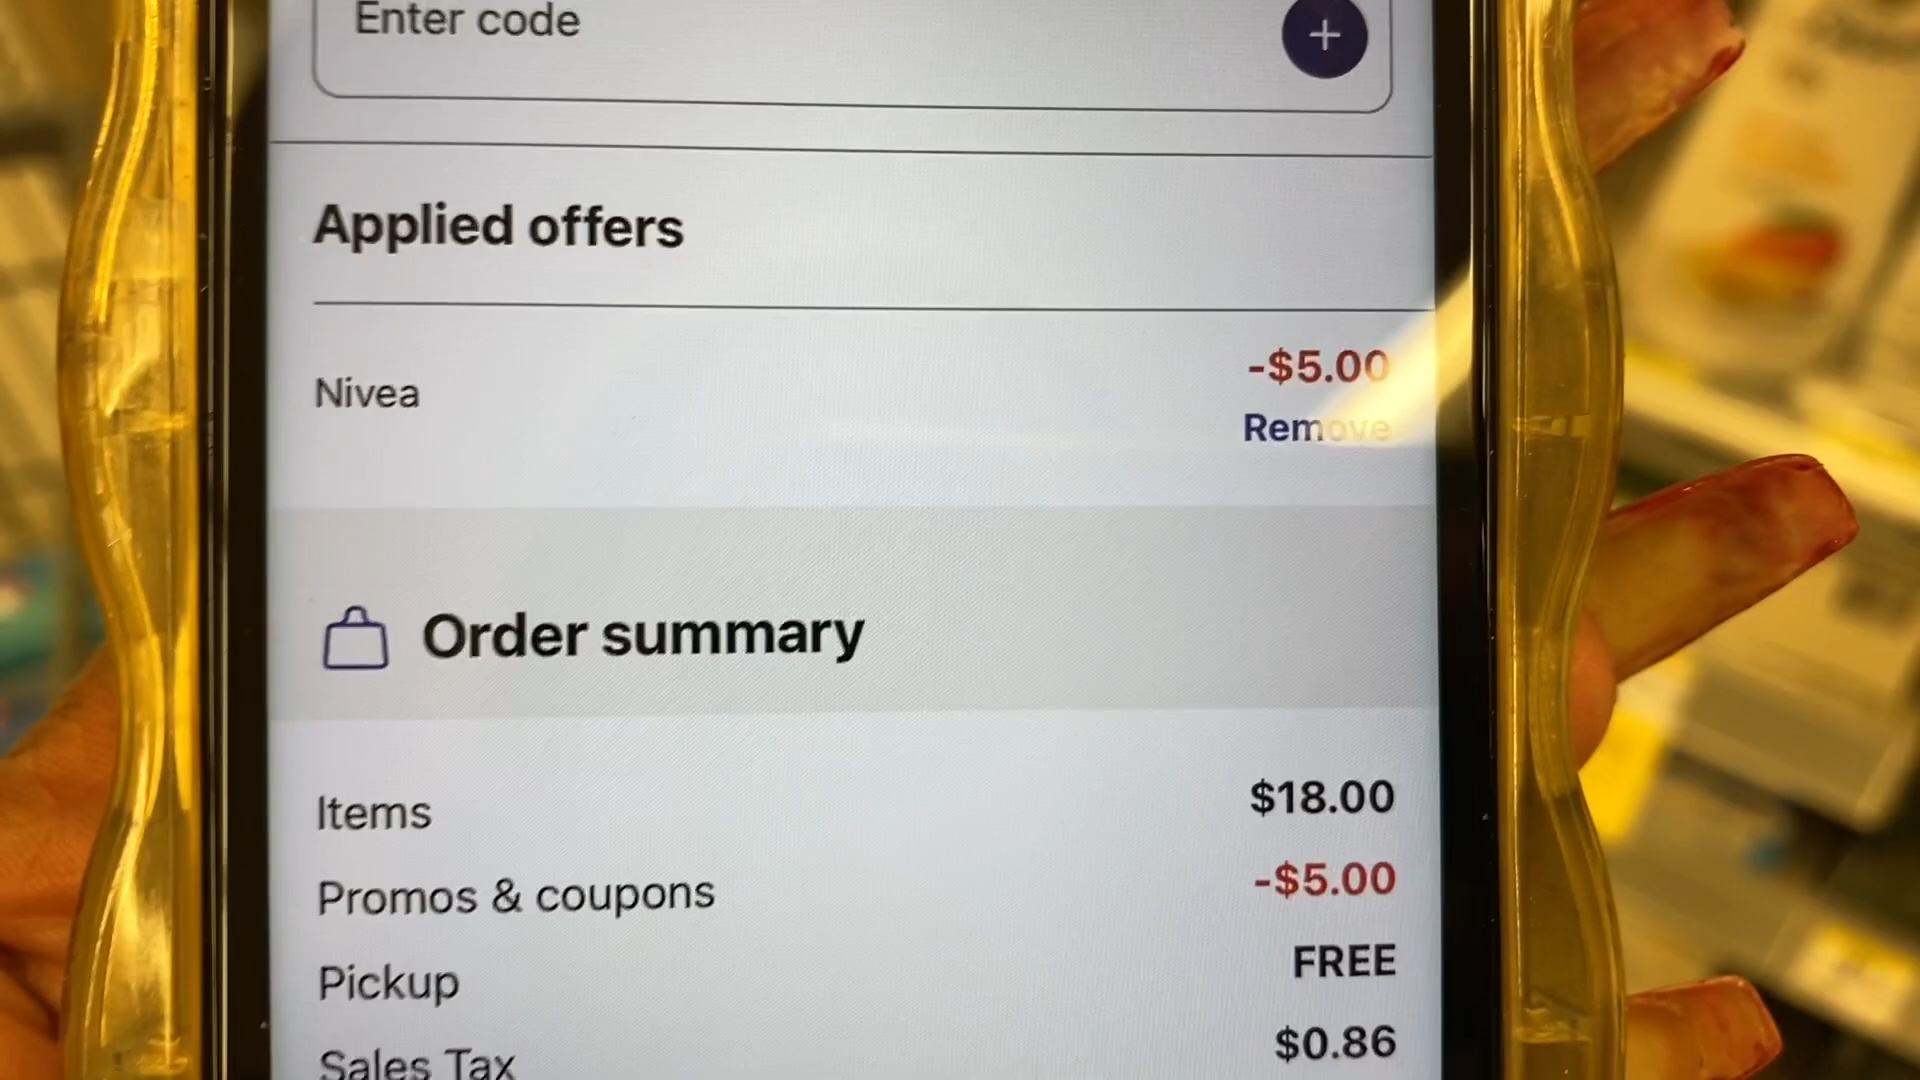 Enter code
Applied offers
Nivea
-$5.00
Remove
Order summary
Items
$18.00
Promos & coupons
-$5.00
Pickup
FREE
Sales Tax
$0.86